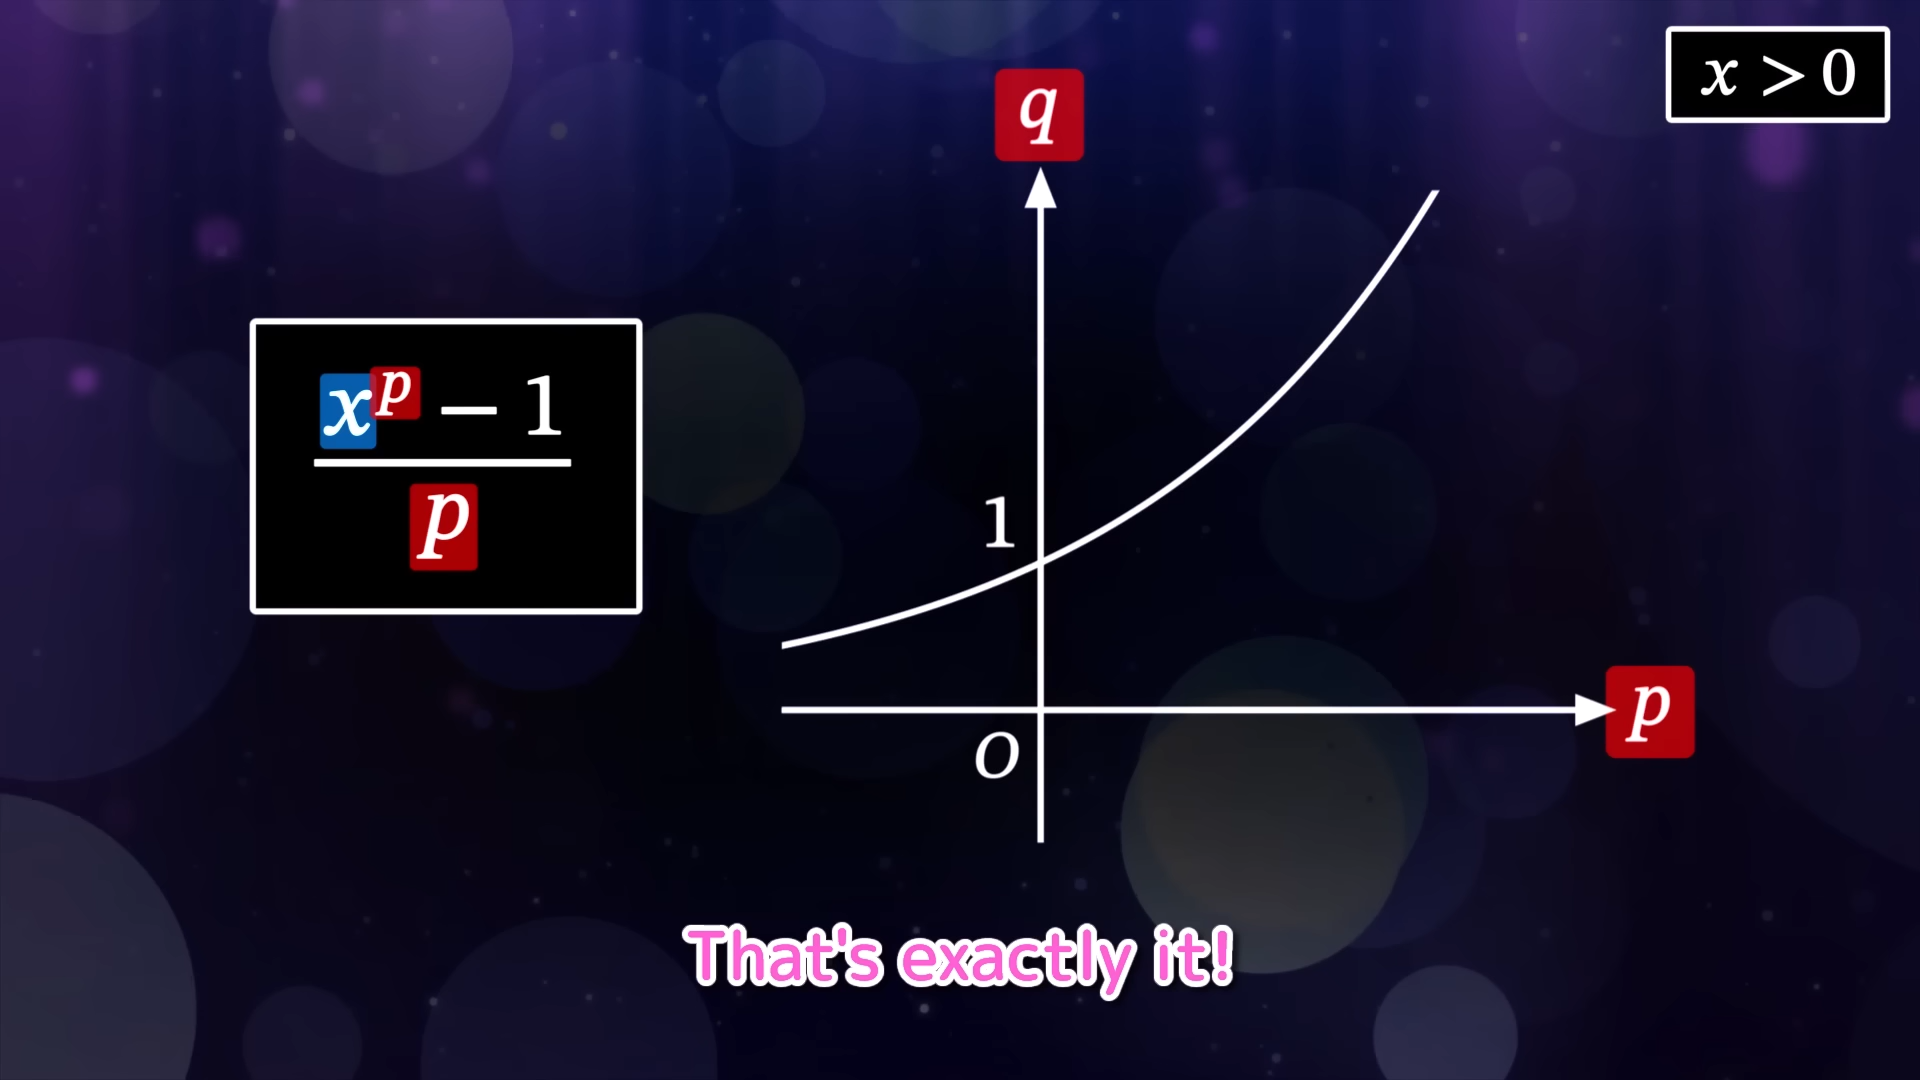 x > 0
q
x^p − 1
p
1
O
p
That's exactly it!